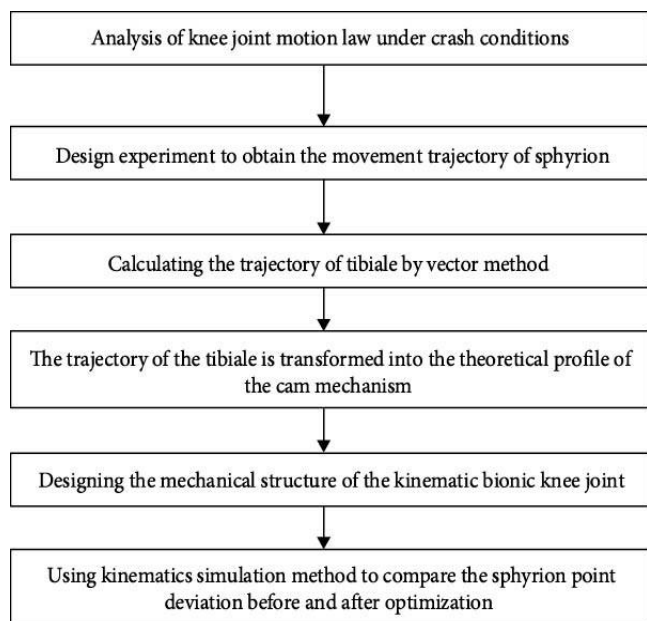 Analysis of knee joint motion law under crash conditions
Design experiment to obtain the movement trajectory of sphyrion
Calculating the trajectory of tibiale by vector method
The trajectory of the tibiale is transformed into the theoretical profile of
the cam mechanism
Designing the mechanical structure of the kinematic bionic knee joint
Using kinematics simulation method to compare the sphyrion point
deviation before and after optimization